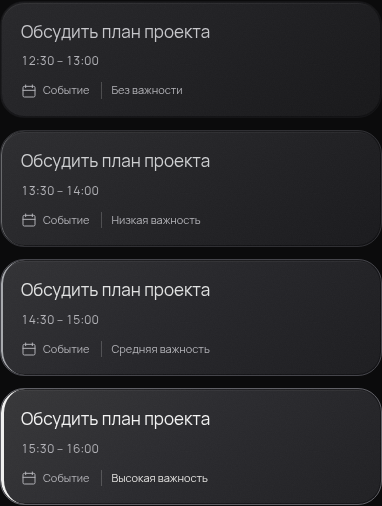 Обсудить план проекта
12:30 – 13:00
Событие | Без важности
Обсудить план проекта
13:30 – 14:00
Событие | Низкая важность
Обсудить план проекта
14:30 – 15:00
Событие | Средняя важность
Обсудить план проекта
15:30 – 16:00
Событие | Высокая важность